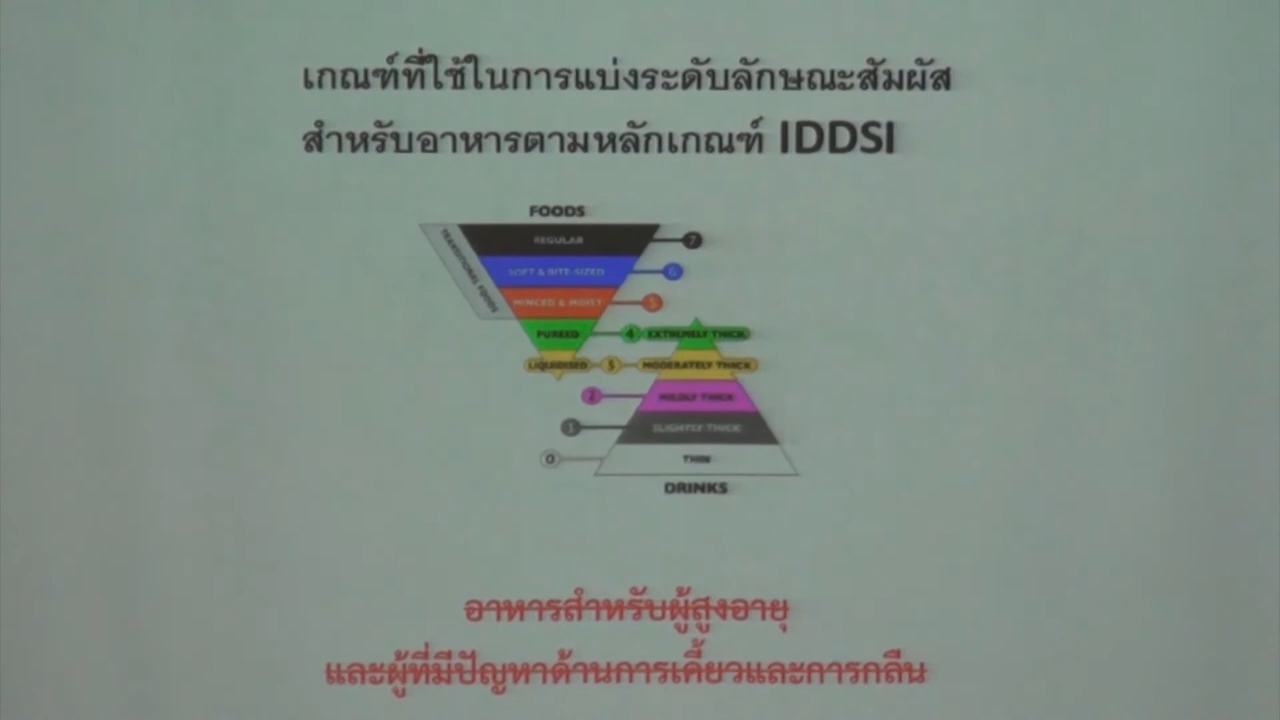 เกณฑ์ที่ใช้ในการแบ่งระดับลักษณะสัมผัส
สำหรับอาหารตามหลักเกณฑ์ IDDSI
FOODS
TRANSITIONAL FOODS
REGULAR 7
SOFT & BITE-SIZED 6
MINCED & MOIST 5
PUREED 4 EXTREMELY THICK
LIQUIDISED 3 MODERATELY THICK
2 MILDLY THICK
1 SLIGHTLY THICK
0 THIN
DRINKS
อาหารสำหรับผู้สูงอายุ
และผู้ที่มีปัญหาด้านการเคี้ยวและการกลืน